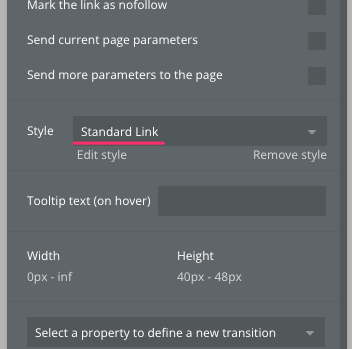 Mark the link as nofollow
Send current page parameters
Send more parameters to the page
Style Standard Link
Edit style Remove style
Tooltip text (on hover)
Width Height
0px - inf 40px - 48px
Select a property to define a new transition